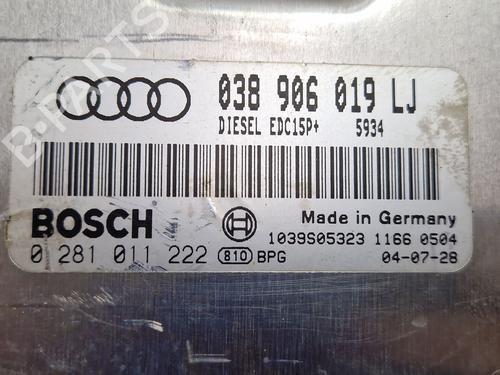 038 906 019 LJ
DIESEL EDC15P+ 5934
BOSCH
Made in Germany
0 281 011 222 810 BPG
1039S05323 1166 0504
04-07-28
B-PARTS